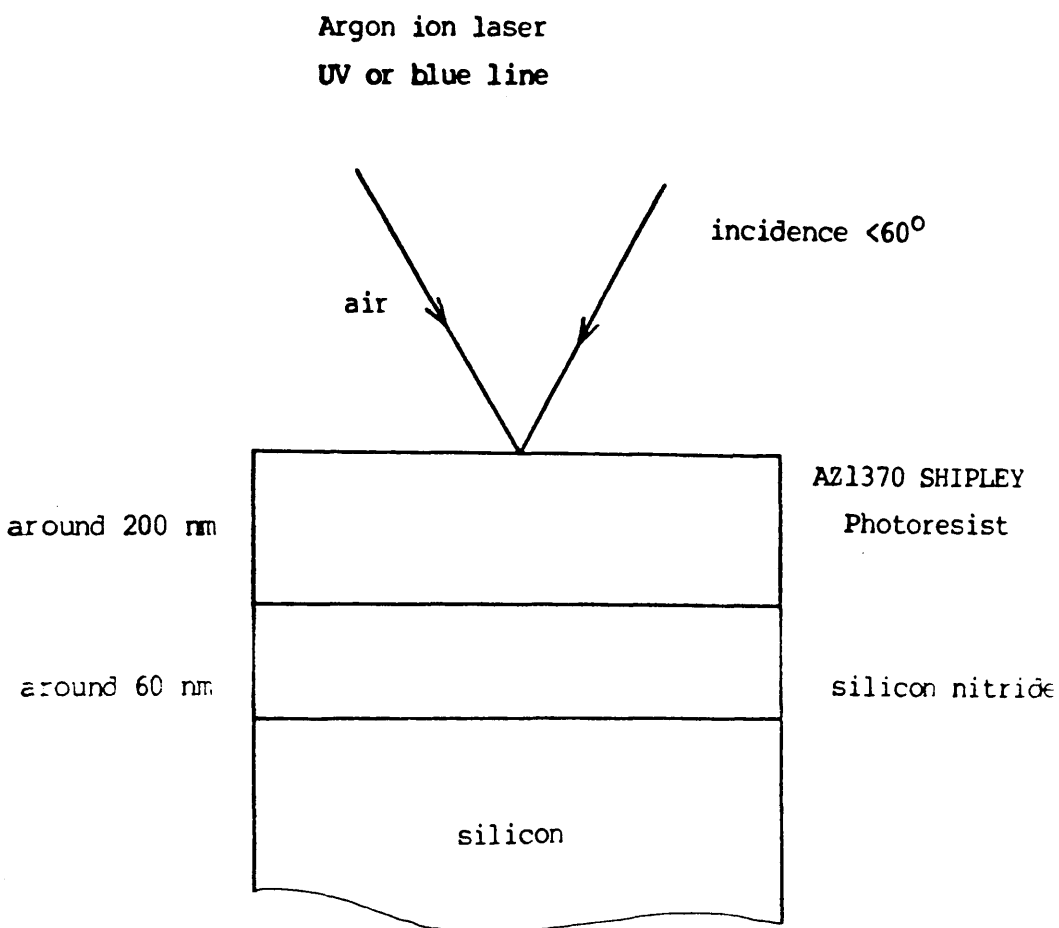 Argon ion laser
UV or blue line
incidence <60°
air
AZ1370 SHIPLEY
Photoresist
around 200 nm
around 60 nm
silicon nitride
silicon